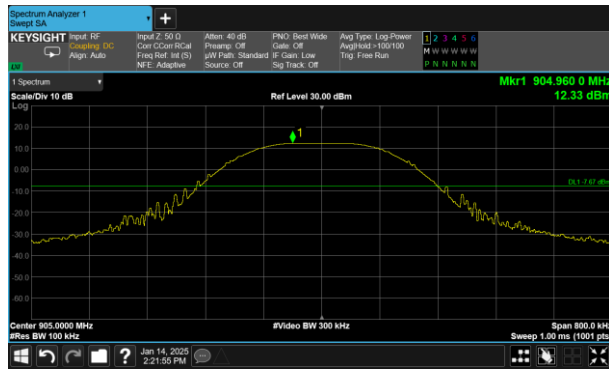 Spectrum Analyzer 1
Swept SA
+
KEYSIGHT Input: RF Input Z: 50 Ω Atten: 40 dB PNO: Best Wide Avg Type: Log-Power 1 2 3 4 5 6
Coupling: DC Corr CCorr RCal Preamp: Off Gate: Off Avg|Hold:>100/100 M W W W W W
Align: Auto Freq Ref: Int (S) µW Path: Standard IF Gain: Low Trig: Free Run
NFE: Adaptive Source: Off Sig Track: Off P N N N N N
1 Spectrum Mkr1 904.960 0 MHz
Scale/Div 10 dB Ref Level 30.00 dBm 12.33 dBm
Log
1
20.0
10.0
0.00
DL1 -7.67 dBm
-10.0
-20.0
-30.0
-40.0
-50.0
-60.0
Center 905.0000 MHz #Video BW 300 kHz Span 800.0 kHz
#Res BW 100 kHz Sweep 1.00 ms (1001 pts)
? Jan 14, 2025
2:21:55 PM